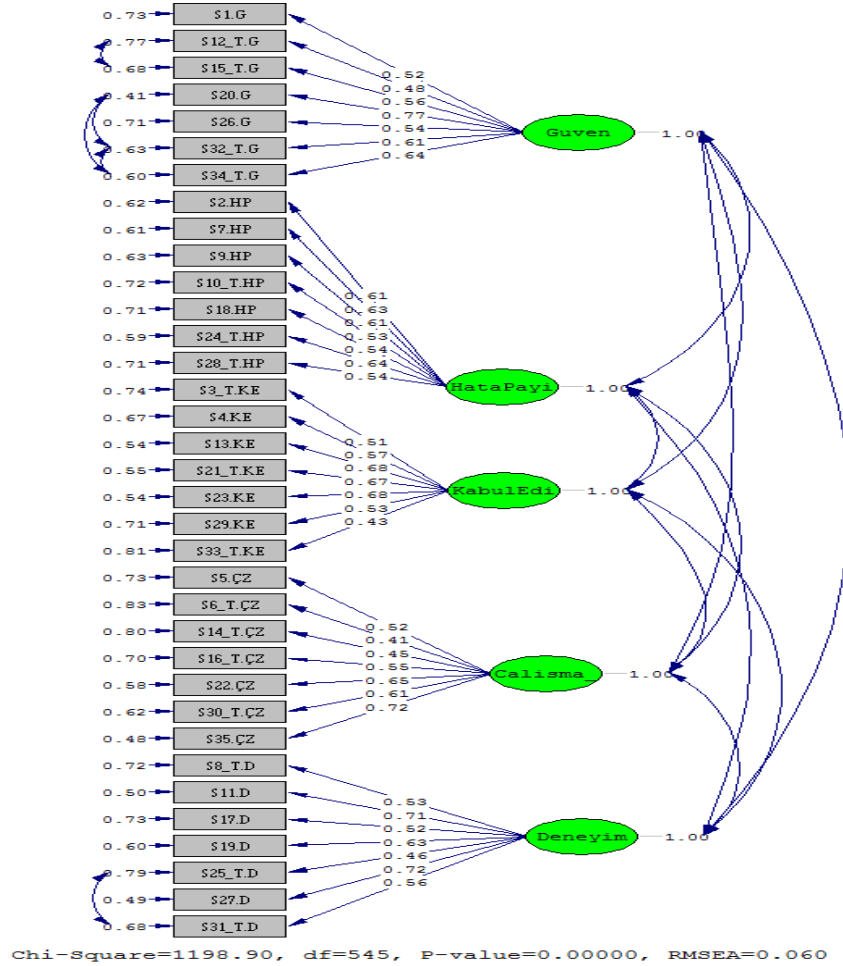 0.73 S1.G
0.77 S12_T.G
0.68 S15_T.G
0.41 S20.G
0.71 S26.G
0.63 S32_T.G
0.60 S34_T.G
0.62 S2.HP
0.61 S7.HP
0.63 S9.HP
0.72 S10_T.HP
0.71 S18.HP
0.59 S24_T.HP
0.71 S28_T.HP
0.74 S3_T.KE
0.67 S4.KE
0.54 S13.KE
0.55 S21_T.KE
0.54 S23.KE
0.71 S29.KE
0.81 S33_T.KE
0.73 S5.ÇZ
0.83 S6_T.ÇZ
0.80 S14_T.ÇZ
0.70 S16_T.ÇZ
0.58 S22.ÇZ
0.62 S30_T.ÇZ
0.48 S35.ÇZ
0.72 S8_T.D
0.50 S11.D
0.73 S17.D
0.60 S19.D
0.79 S25_T.D
0.49 S27.D
0.68 S31_T.D
0.52
0.48
0.56
0.77
0.54
0.61
0.64
Guven 1.00
0.61
0.63
0.61
0.53
0.54
0.64
0.54
HataPayi 1.00
0.51
0.57
0.68
0.67
0.68
0.53
0.43
KabulEdi 1.00
0.52
0.41
0.45
0.55
0.65
0.61
0.72
Calisma_ 1.00
0.53
0.71
0.52
0.63
0.46
0.72
0.56
Deneyim 1.00
Chi-Square=1198.90, df=545, P-value=0.00000, RMSEA=0.060